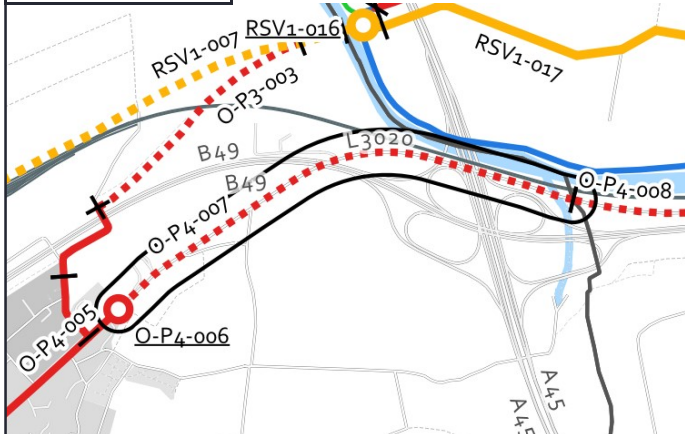 RSV1-016
RSV1-007
RSV1-017
O-P3-003
L3020
B49
B49
O-P4-008
O-P4-007
O-P4-005
O-P4-006
A45
A45